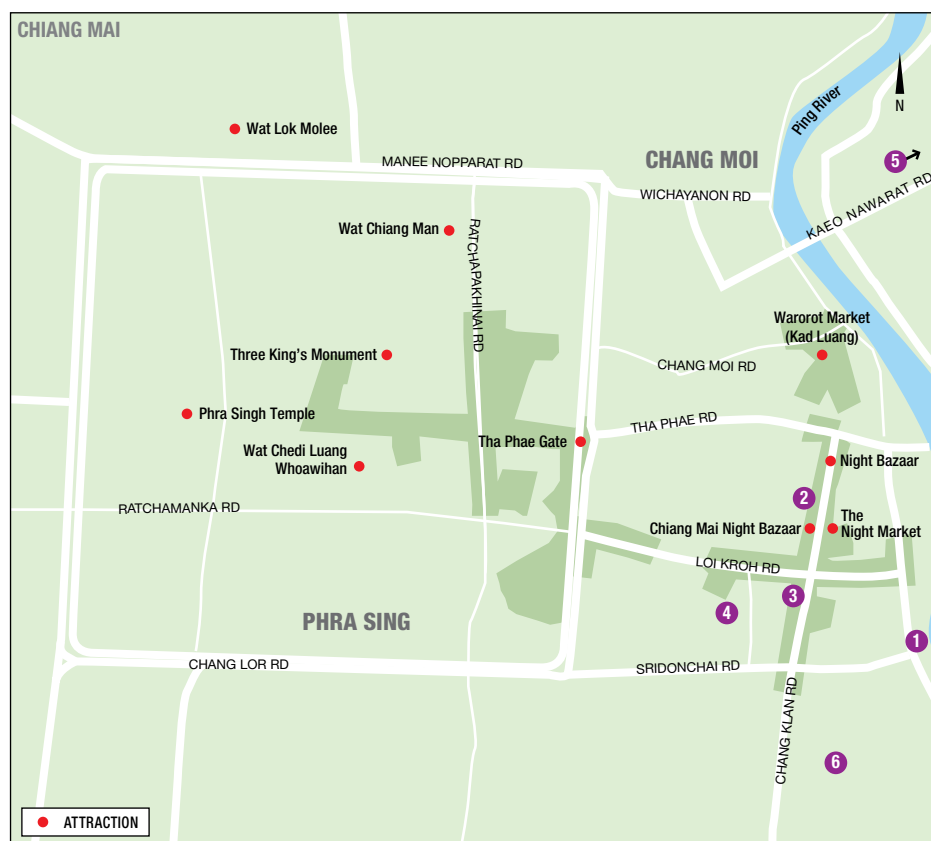 CHIANG MAI
Ping River
N
Wat Lok Molee
MANEE NOPPARAT RD
CHANG MOI
5
WICHAYANON RD
KAEO NAWARAT RD
Wat Chiang Man
RATCHAPAKHINAI RD
Warorot Market
(Kad Luang)
Three King's Monument
CHANG MOI RD
Phra Singh Temple
THA PHAE RD
Tha Phae Gate
Wat Chedi Luang
Whoawihan
Night Bazaar
2
RATCHAMANKA RD
Chiang Mai Night Bazaar
The
Night Market
LOI KROH RD
3
4
PHRA SING
1
CHANG LOR RD
SRIDONCHAI RD
CHANG KLAN RD
6
ATTRACTION